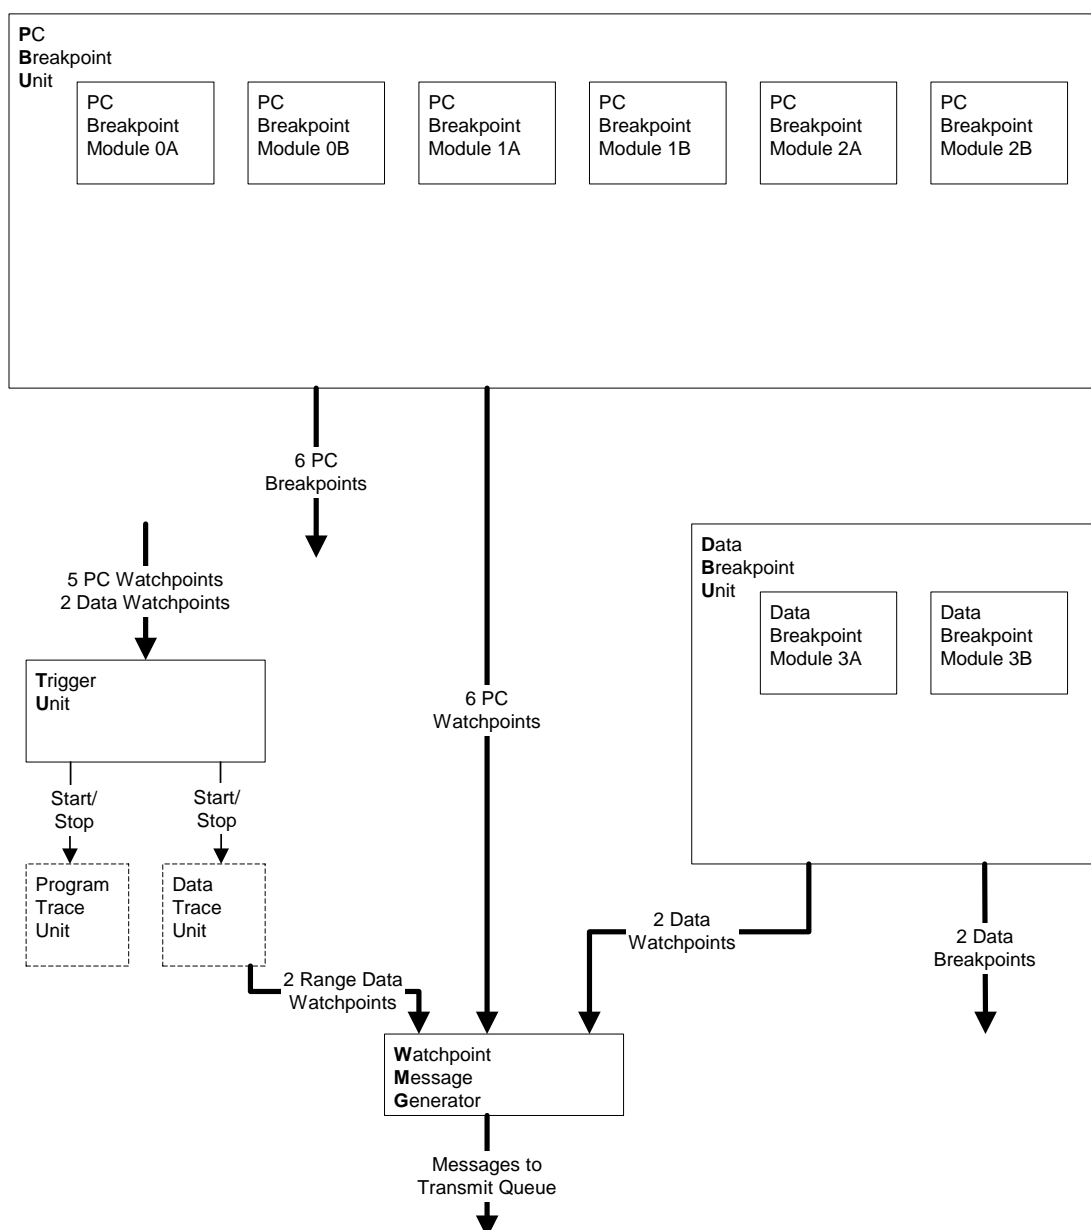 PC
Breakpoint
Unit
PC
Breakpoint
Module 0A
PC
Breakpoint
Module 0B
PC
Breakpoint
Module 1A
PC
Breakpoint
Module 1B
PC
Breakpoint
Module 2A
PC
Breakpoint
Module 2B
6 PC
Breakpoints
5 PC Watchpoints
2 Data Watchpoints
Data
Breakpoint
Unit
Data
Breakpoint
Module 3A
Data
Breakpoint
Module 3B
Trigger
Unit
6 PC
Watchpoints
Start/
Stop
Start/
Stop
Program
Trace
Unit
Data
Trace
Unit
2 Data
Watchpoints
2 Data
Breakpoints
2 Range Data
Watchpoints
Watchpoint
Message
Generator
Messages to
Transmit Queue